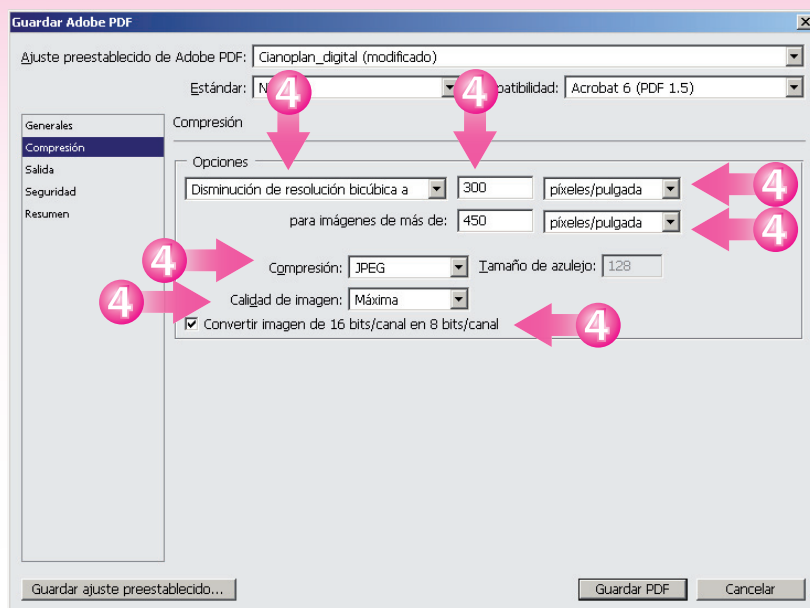 Guardar Adobe PDF
Ajuste preestablecido de Adobe PDF: Cianoplan_digital (modificado)
Estándar: N 4 4 atibilidad: Acrobat 6 (PDF 1.5)
Generales
Compresión
Salida
Seguridad
Resumen
Compresión
Opciones
Disminución de resolución bicúbica a 300 píxeles/pulgada 4
para imágenes de más de: 450 píxeles/pulgada 4
4 Compresión: JPEG Tamaño de azulejo: 128
4 Calidad de imagen: Máxima
Convertir imagen de 16 bits/canal en 8 bits/canal 4
Guardar ajuste preestablecido... Guardar PDF Cancelar